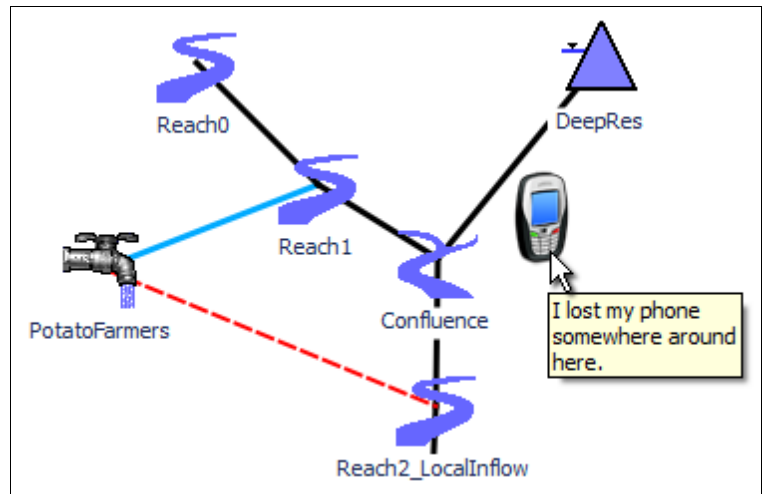 Reach0
DeepRes
Reach1
PotatoFarmers
Confluence
I lost my phone
somewhere around
here.
Reach2_LocalInflow